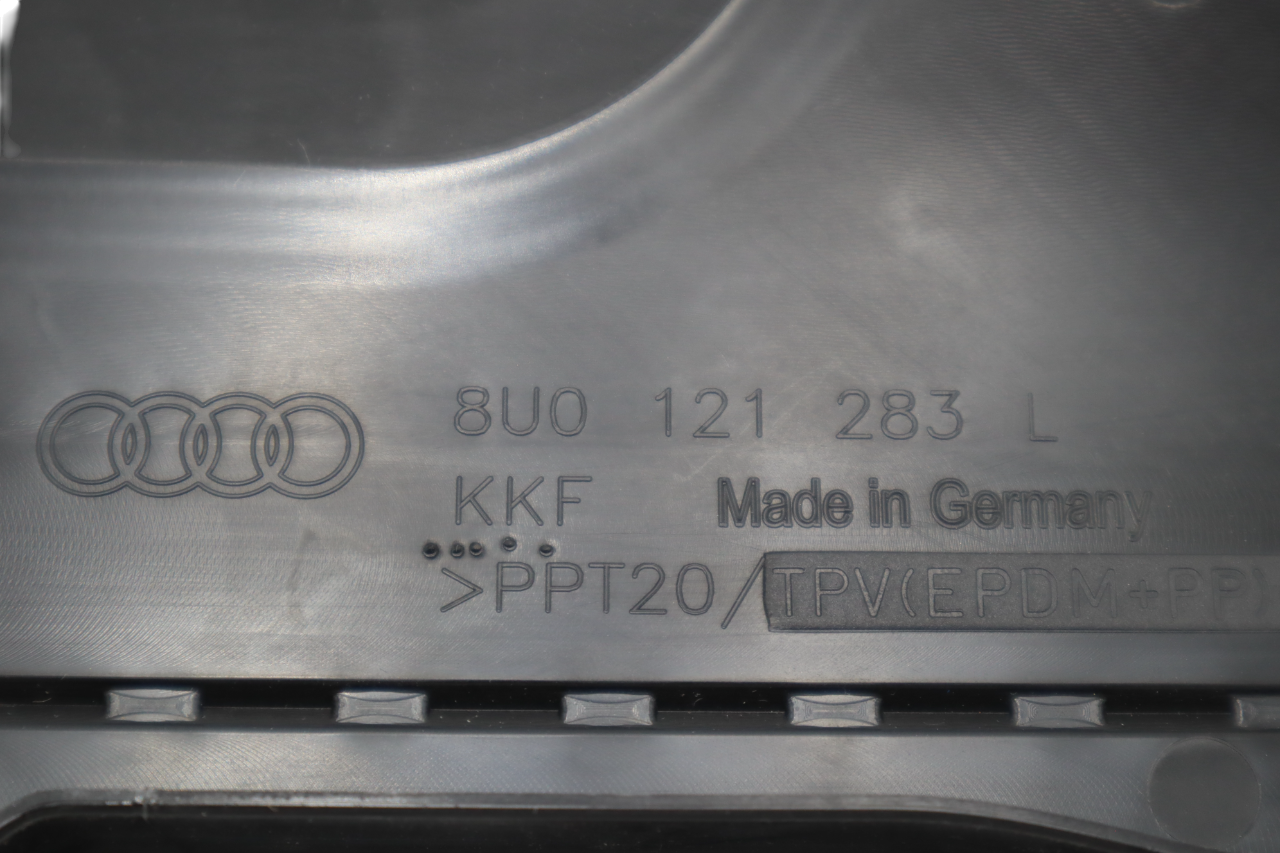 8U0 121 283 L
KKF Made in Germany
>PPT20/TPV(EPDM+PP)